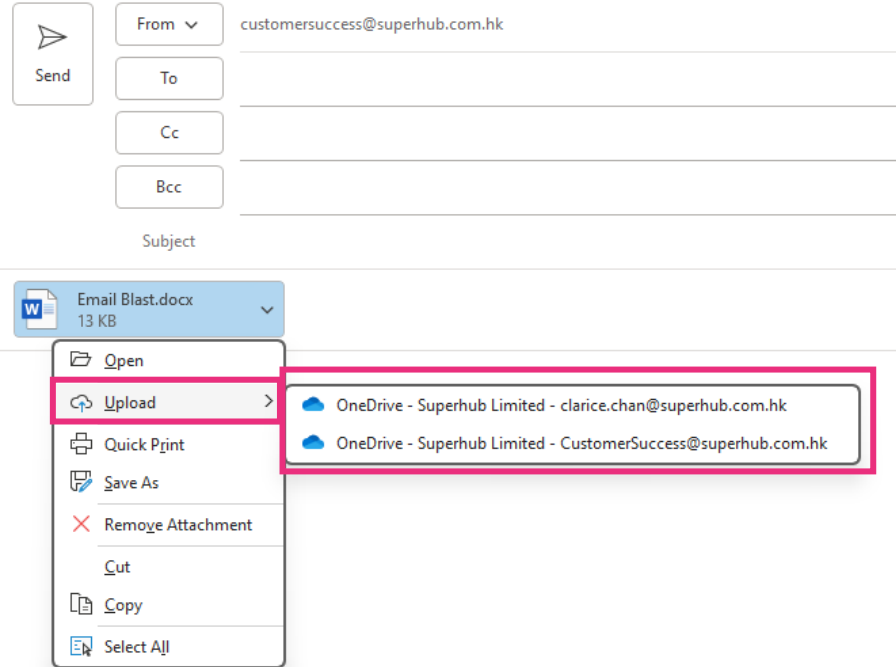 Send
From
customersuccess@superhub.com.hk
To
Cc
Bcc
Subject
W
Email Blast.docx
13 KB
Open
Upload
OneDrive - Superhub Limited - clarice.chan@superhub.com.hk
OneDrive - Superhub Limited - CustomerSuccess@superhub.com.hk
Quick Print
Save As
Remove Attachment
Cut
Copy
Select All